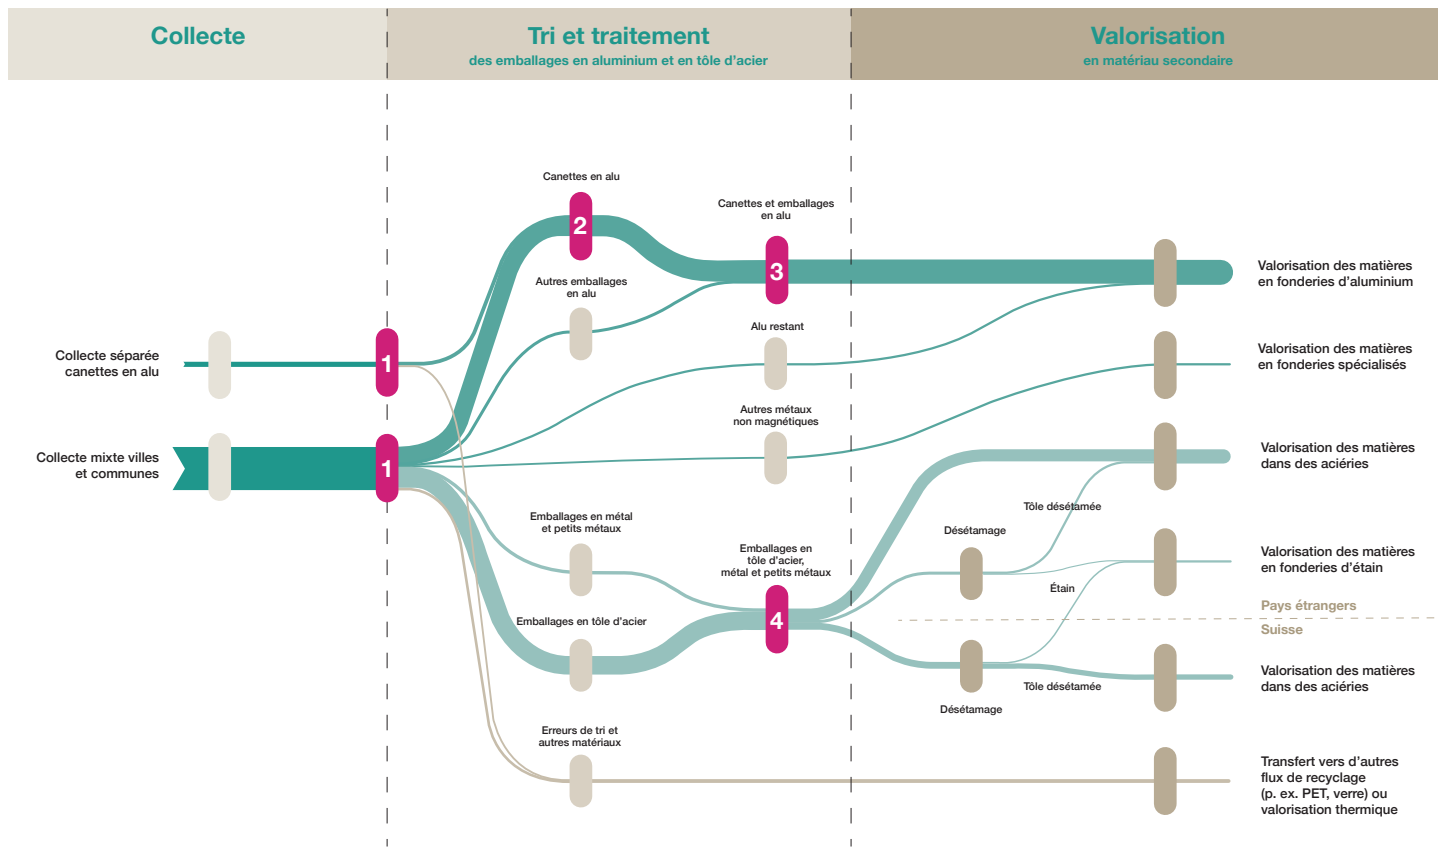 Collecte
Tri et traitement
des emballages en aluminium et en tôle d'acier
Valorisation
en matériau secondaire
Canettes en alu
2
Canettes et emballages
en alu
3
Autres emballages
en alu
Valorisation des matières
en fonderies d'aluminium
Alu restant
Collecte séparée
canettes en alu
1
Valorisation des matières
en fonderies spécialisés
Autres métaux
non magnétiques
Collecte mixte villes
et communes
1
Valorisation des matières
dans des aciéries
Tôle désétamée
Emballages en métal
et petits métaux
Désétamage
Emballages en
tôle d'acier,
métal et petits métaux
4
Valorisation des matières
en fonderies d'étain
Étain
Pays étrangers
Suisse
Emballages en tôle d'acier
Valorisation des matières
dans des aciéries
Tôle désétamée
Désétamage
Erreurs de tri et
autres matériaux
Transfert vers d'autres
flux de recyclage
(p. ex. PET, verre) ou
valorisation thermique